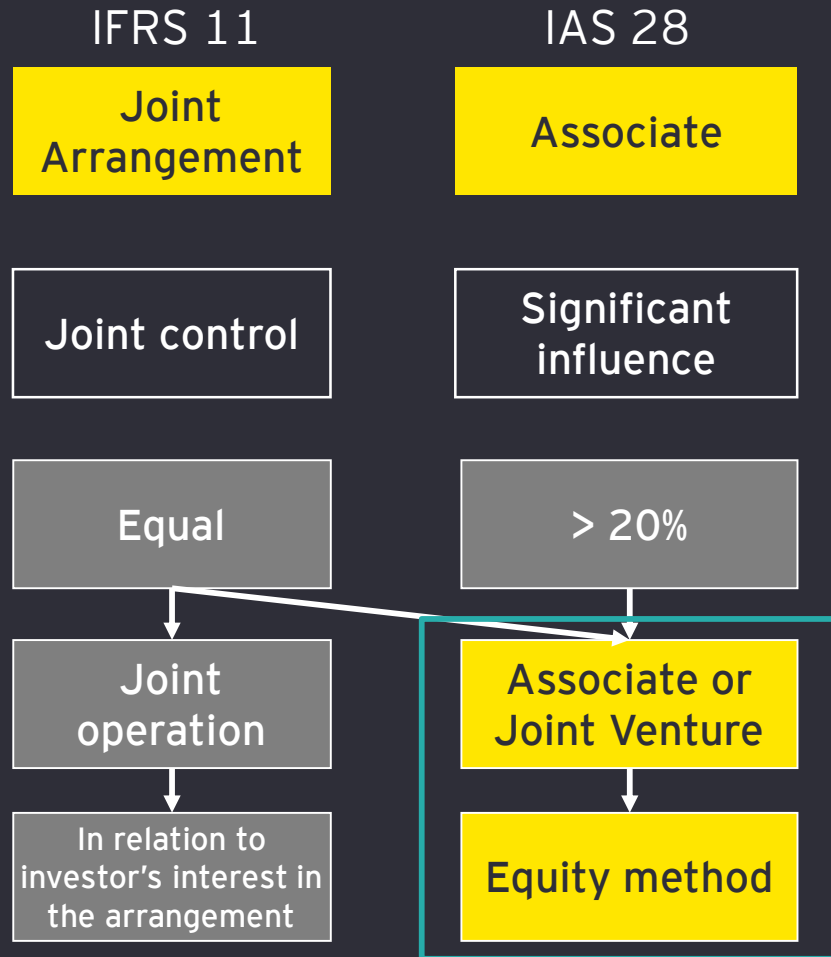 IFRS 11
IAS 28
Joint
Arrangement
Associate
Joint control
Significant
influence
Equal
> 20%
Joint
operation
Associate or
Joint Venture
In relation to
investor's interest in
the arrangement
Equity method